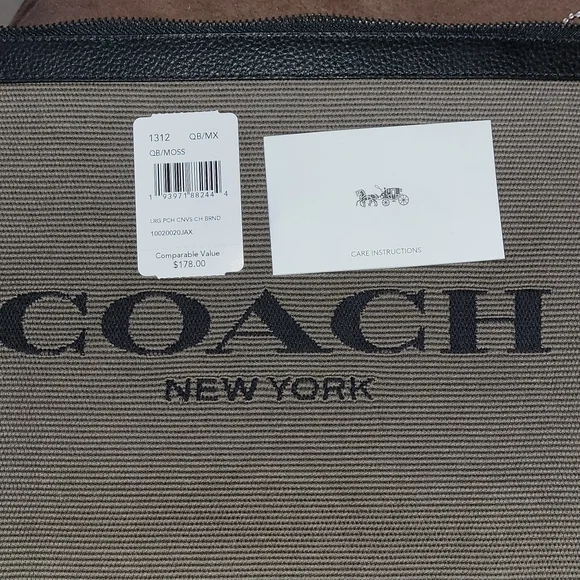 1312 QB/MX
QB/MOSS
1 93971 88244 4
LRG PCH CNVS CH BRND
10020020JAX
Comparable Value
$178.00
CARE INSTRUCTIONS
COACH
NEW YORK